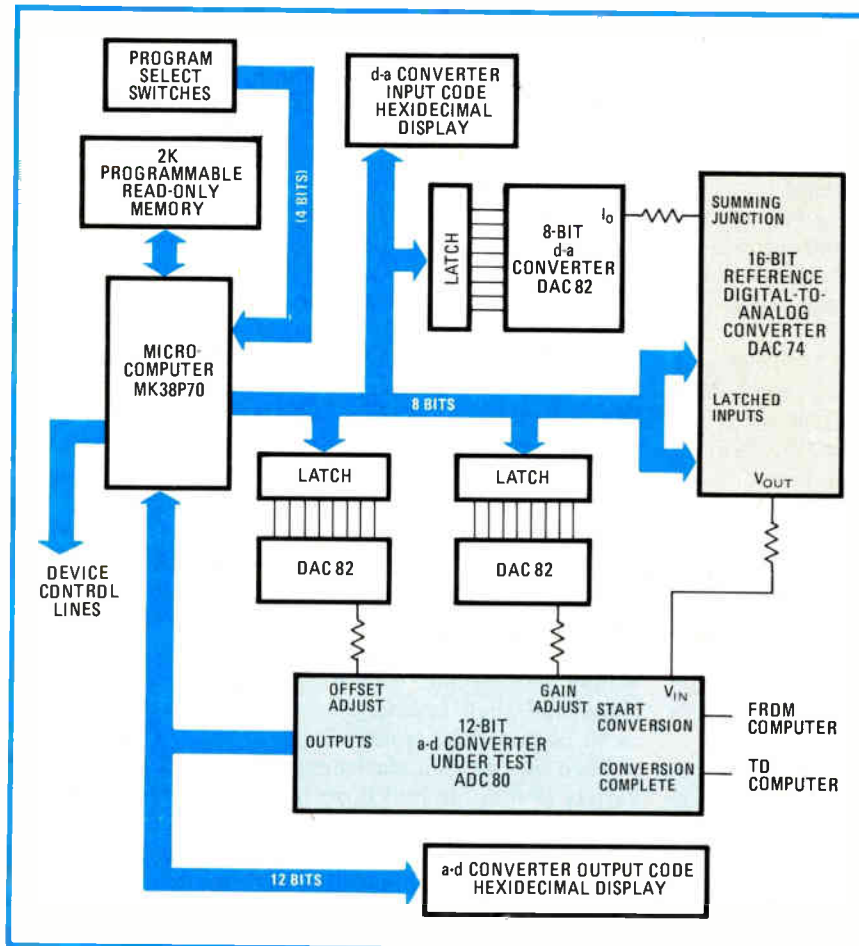 PROGRAM
SELECT
SWITCHES
d-a CONVERTER
INPUT CODE
HEXIDECIMAL
DISPLAY
2K
PROGRAMMABLE
READ-ONLY
MEMORY
(4 BITS)
LATCH
8-BIT
d-a
CONVERTER
DAC 82
IO
SUMMING
JUNCTION
16-BIT
REFERENCE
DIGITAL-TO-
ANALOG
CONVERTER
DAC 74
LATCHED
INPUTS
VOUT
MICRO-
COMPUTER
MK38P70
8 BITS
LATCH
LATCH
DAC 82
DAC 82
DEVICE
CONTROL
LINES
OFFSET
ADJUST
GAIN
ADJUST
VIN
START
CONVERSION
FROM
COMPUTER
OUTPUTS
12-BIT
a-d CONVERTER
UNDER TEST
ADC 80
CONVERSION
COMPLETE
TO
COMPUTER
12 BITS
a-d CONVERTER OUTPUT CODE
HEXIDECIMAL DISPLAY